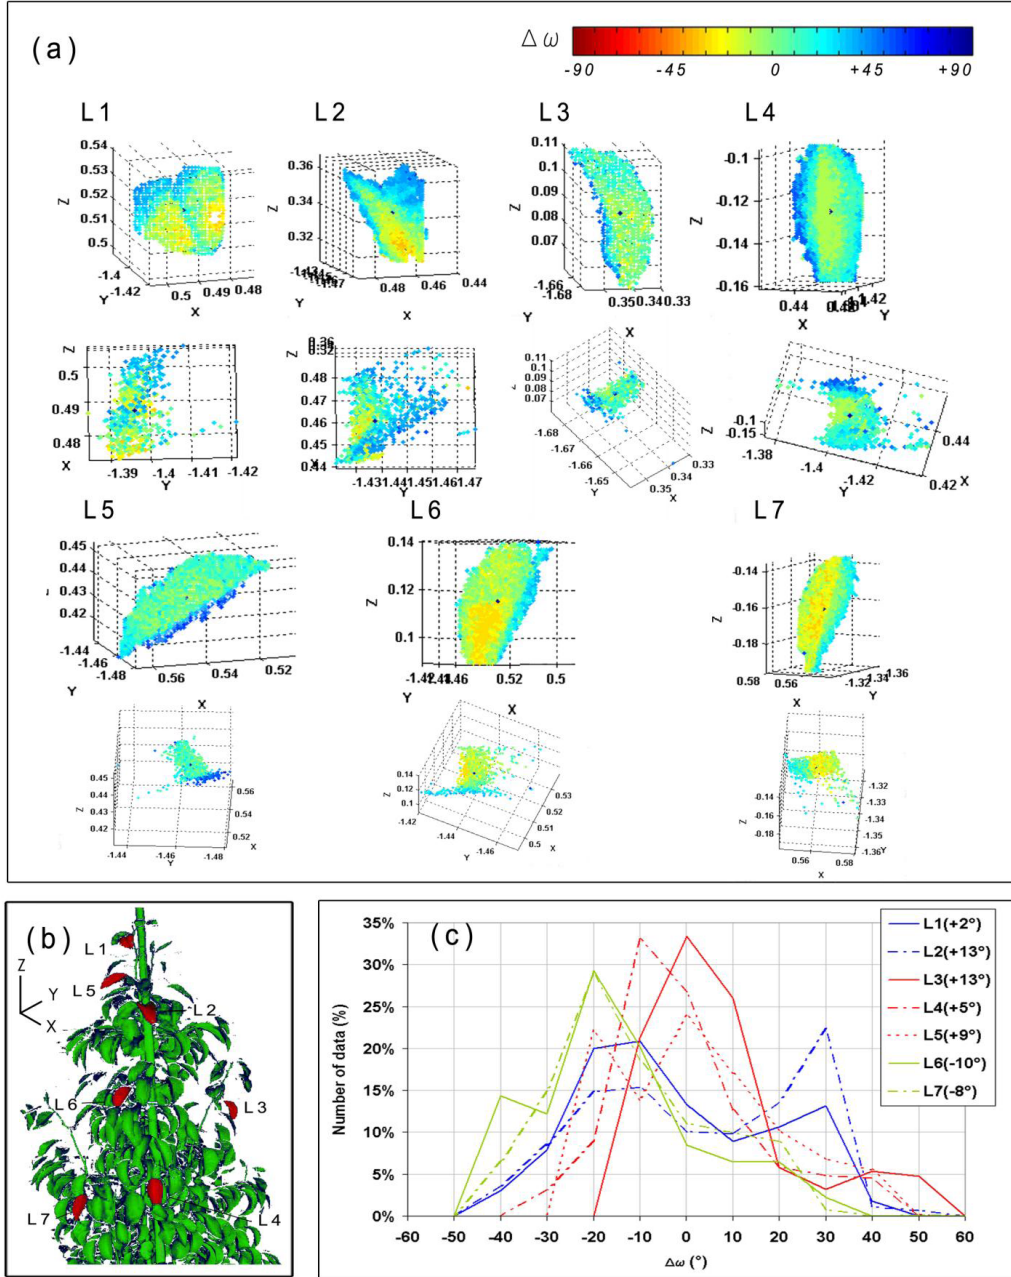 (a)
Δω
-90 -45 0 +45 +90
L1 L2 L3 L4
0.54 0.53 0.52 0.51 0.5
Z
-1.4 -1.42
Y
0.5 0.49 0.48
X
0.36 0.34 0.32
Z
Y
0.48 0.46 0.44
X
0.11 0.1 0.09 0.08 0.07
Z
-1.66 -1.68
Y
0.35 0.34 0.33
X
-0.1 -0.12 -0.14 -0.16
Z
0.44
X
1.42
Y
Z
0.5 0.49 0.48
X
-1.39 -1.4 -1.41 -1.42
Z
0.48 0.46 0.45 0.44
X
-1.43 -1.44 -1.45 -1.46 -1.47
Y
0.11 0.1 0.09 0.08 0.07
-1.68 -1.67 -1.66 -1.65
Y
0.35 0.34 0.33
X
Z
-0.1 -0.15
-1.38 -1.4 -1.42
Y
0.44 0.42
X
L5 L6 L7
0.45 0.44 0.43 0.42
-1.44 -1.46 -1.48
Y
0.56 0.54 0.52
X
0.14 0.12 0.1
Z
Y
0.52 0.5
X
-0.14 -0.16 -0.18
Z
0.58 0.56
X
-1.32 -1.34 -1.36
Y
0.45 0.44 0.43 0.42
Z
-1.44 -1.46 -1.48
Y
0.56 0.54 0.52
X
0.14 0.12 0.1
Z
-1.42 -1.44 -1.46
Y
0.53 0.52 0.51 0.5
X
-0.14 -0.16 -0.18
Z
0.56 0.58
X
-1.32 -1.33 -1.34 -1.35 -1.36
Y
(b)
Z
Y
X
L1
L5
L2
L6
L3
L7
L4
(c)
35%
30%
25%
20%
15%
10%
5%
0%
Number of data (%)
-60 -50 -40 -30 -20 -10 0 10 20 30 40 50 60
Δω (°)
L1(+2°)
L2(+13°)
L3(+13°)
L4(+5°)
L5(+9°)
L6(-10°)
L7(-8°)